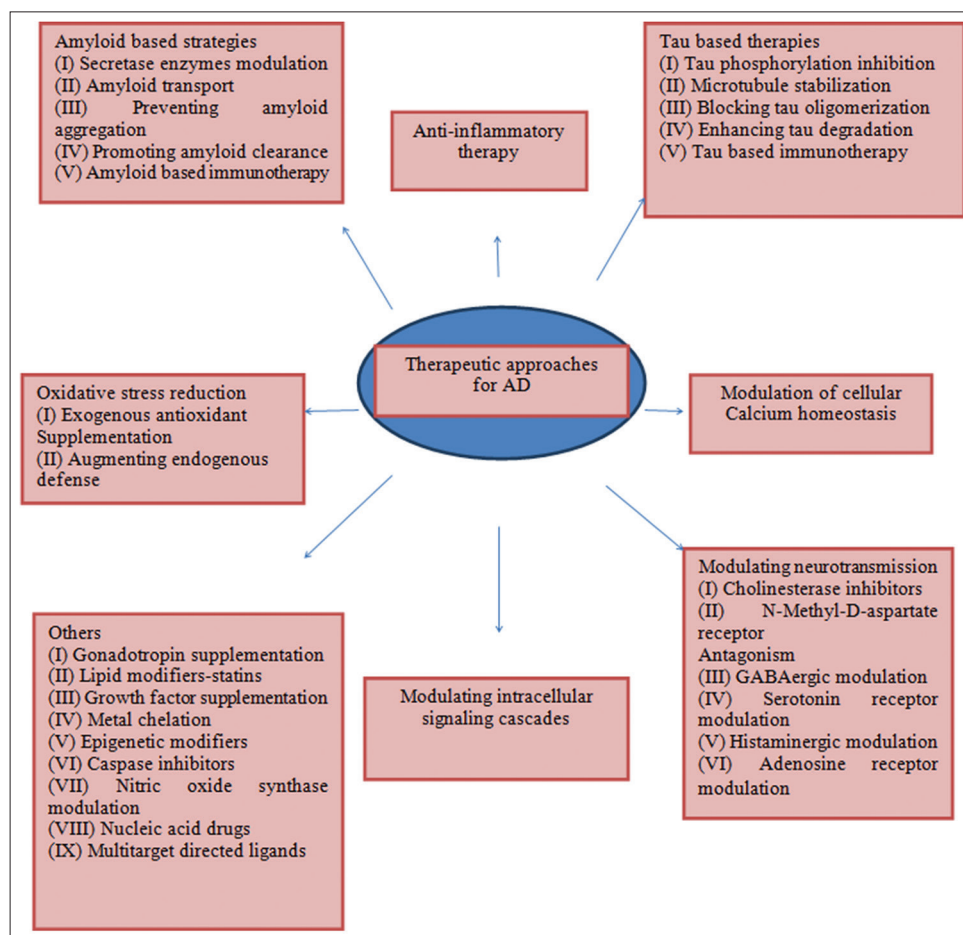 Amyloid based strategies
(I) Secretase enzymes modulation
(II) Amyloid transport
(III) Preventing amyloid
aggregation
(IV) Promoting amyloid clearance
(V) Amyloid based immunotherapy
Anti-inflammatory
therapy
Tau based therapies
(I) Tau phosphorylation inhibition
(II) Microtubule stabilization
(III) Blocking tau oligomerization
(IV) Enhancing tau degradation
(V) Tau based immunotherapy
Therapeutic approaches
for AD
Oxidative stress reduction
(I) Exogenous antioxidant
Supplementation
(II) Augmenting endogenous
defense
Modulation of cellular
Calcium homeostasis
Others
(I) Gonadotropin supplementation
(II) Lipid modifiers-statins
(III) Growth factor supplementation
(IV) Metal chelation
(V) Epigenetic modifiers
(VI) Caspase inhibitors
(VII) Nitric oxide synthase
modulation
(VIII) Nucleic acid drugs
(IX) Multitarget directed ligands
Modulating intracellular
signaling cascades
Modulating neurotransmission
(I) Cholinesterase inhibitors
(II) N-Methyl-D-aspartate
receptor
Antagonism
(III) GABAergic modulation
(IV) Serotonin receptor
modulation
(V) Histaminergic modulation
(VI) Adenosine receptor
modulation